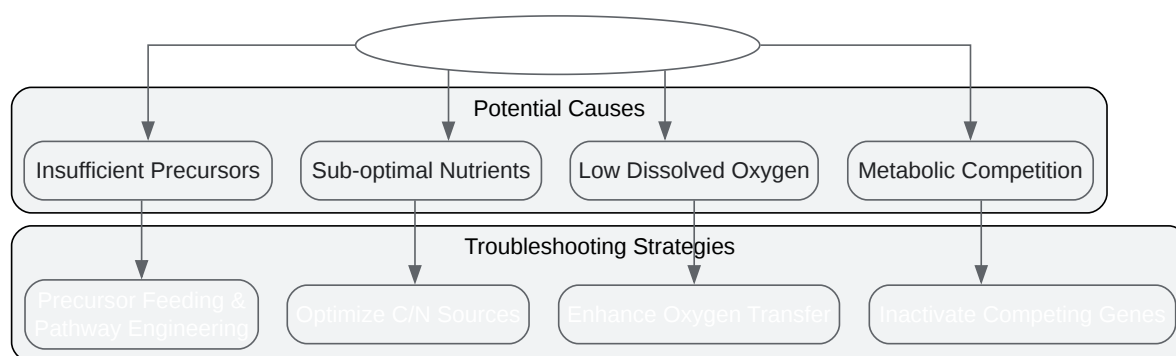 Potential Causes
Insufficient Precursors
Sub-optimal Nutrients
Low Dissolved Oxygen
Metabolic Competition
Troubleshooting Strategies
Precursor Feeding &
Pathway Engineering
Optimize C/N Sources
Enhance Oxygen Transfer
Inactivate Competing Genes